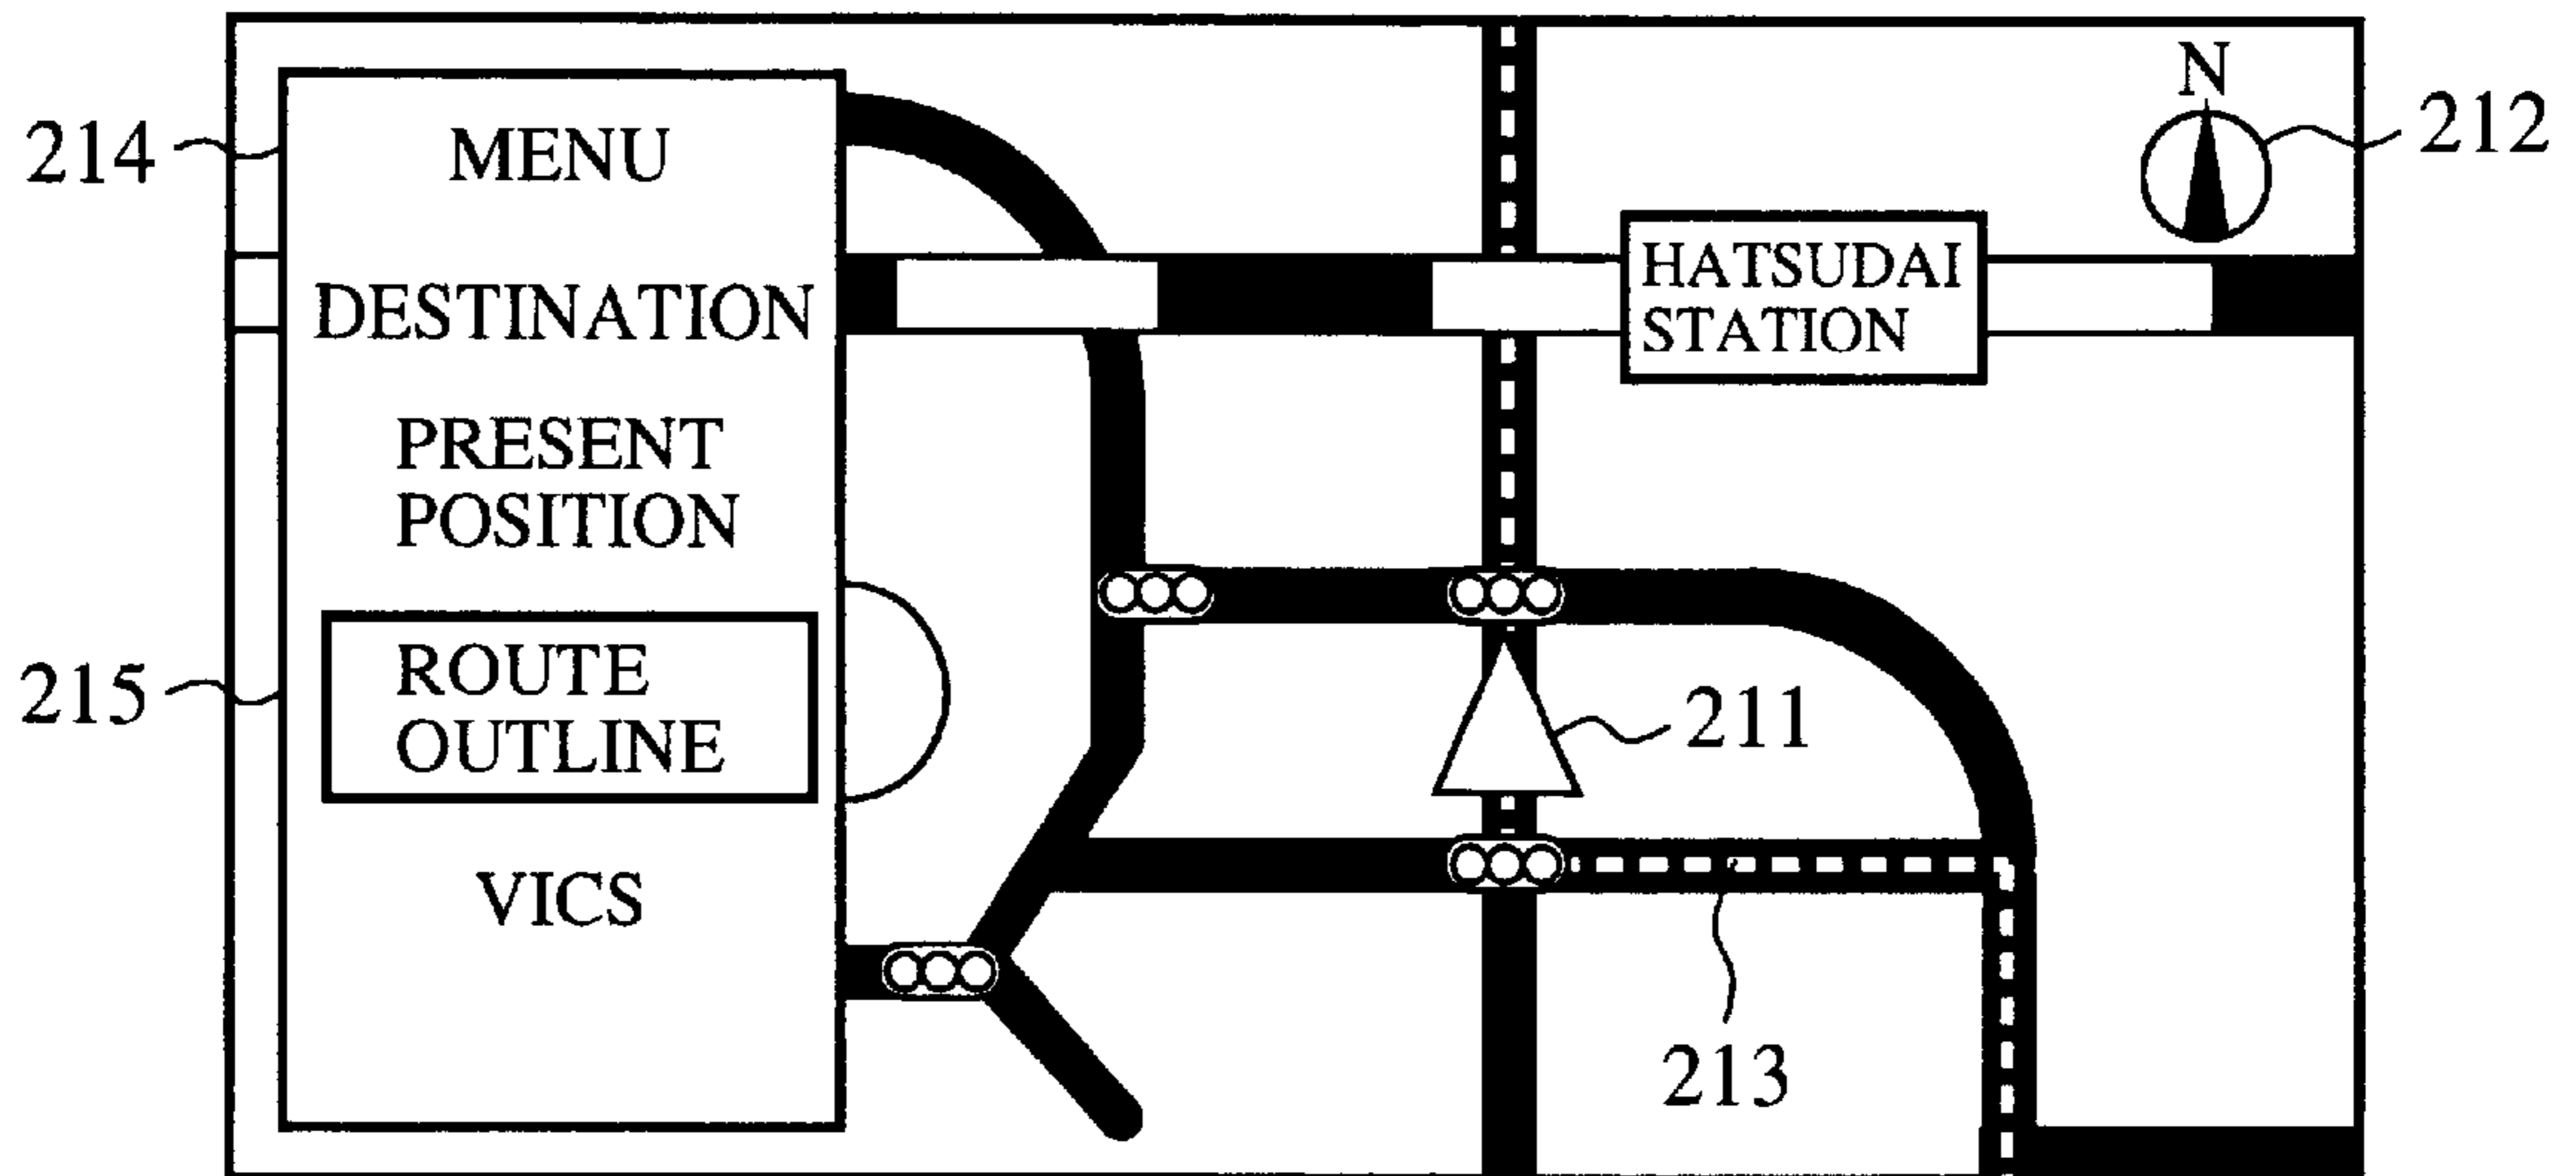 214
MENU
DESTINATION
PRESENT
POSITION
215
ROUTE
OUTLINE
VICS
N
212
HATSUDAI
STATION
211
213